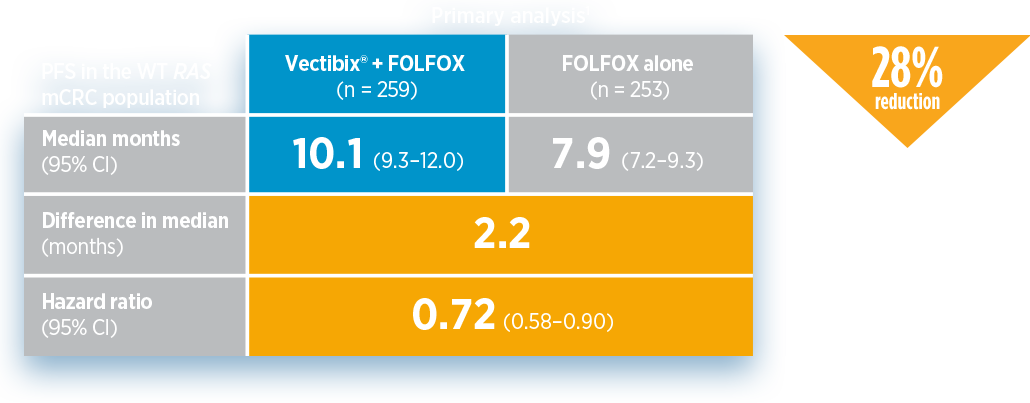 Primary analysis
PFS in the WT RAS
mCRC population
Vectibix® + FOLFOX
(n = 259)
FOLFOX alone
(n = 253)
28%
reduction
Median months
(95% CI)
10.1 (9.3–12.0)
7.9 (7.2–9.3)
Difference in median
(months)
2.2
Hazard ratio
(95% CI)
0.72 (0.58–0.90)